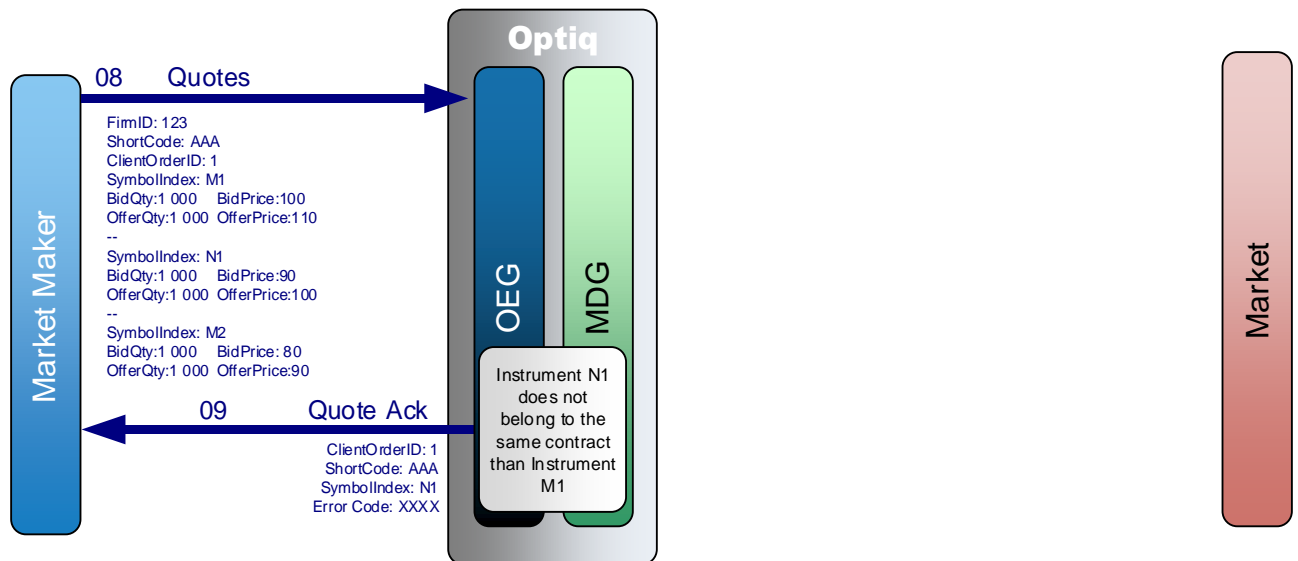 Optiq
08 Quotes
FirmID: 123
ShortCode: AAA
ClientOrderID: 1
SymbolIndex: M1
BidQty:1 000 BidPrice:100
OfferQty:1 000 OfferPrice:110
--
SymbolIndex: N1
BidQty:1 000 BidPrice:90
OfferQty:1 000 OfferPrice:100
--
SymbolIndex: M2
BidQty:1 000 BidPrice: 80
OfferQty:1 000 OfferPrice:90
Market Maker
OEG
MDG
Market
Instrument N1
does not
belong to the
same contract
than Instrument
M1
09 Quote Ack
ClientOrderID: 1
ShortCode: AAA
SymbolIndex: N1
Error Code: XXXX